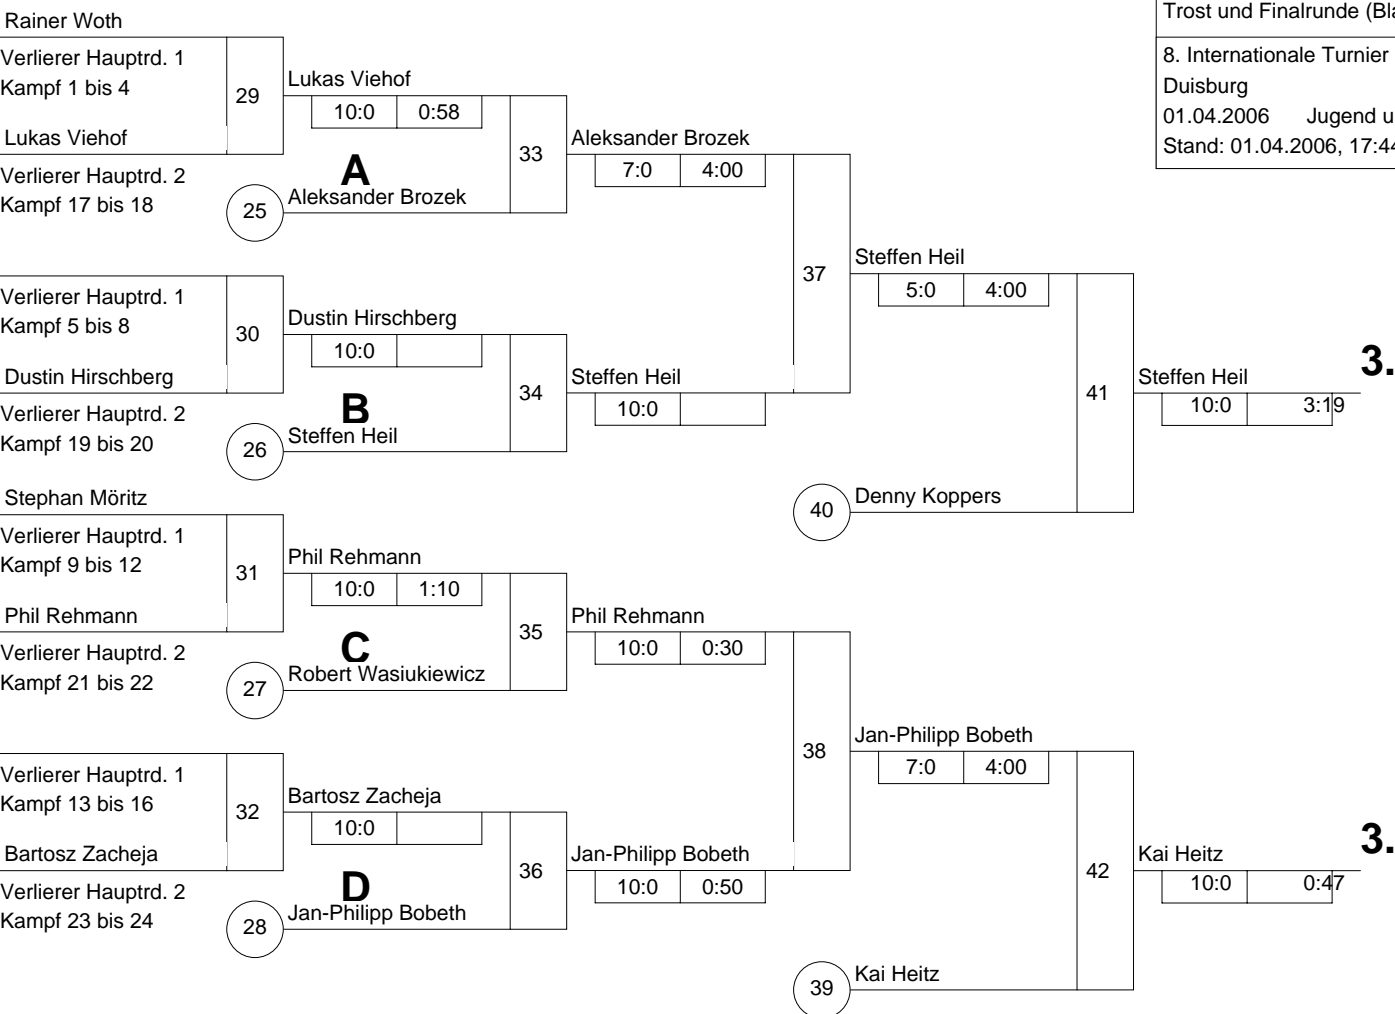 Rainer Woth
Verlierer Hauptrd. 1
Kampf 1 bis 4
29
Lukas Viehof
10:0 0:58
Lukas Viehof
Verlierer Hauptrd. 2
Kampf 17 bis 18
A
25
Aleksander Brozek
33
Aleksander Brozek
7:0 4:00
Verlierer Hauptrd. 1
Kampf 5 bis 8
30
Dustin Hirschberg
10:0
Dustin Hirschberg
Verlierer Hauptrd. 2
Kampf 19 bis 20
B
26
Steffen Heil
34
Steffen Heil
10:0
37
Steffen Heil
5:0 4:00
Stephan Möritz
Verlierer Hauptrd. 1
Kampf 9 bis 12
31
Phil Rehmann
10:0 1:10
Phil Rehmann
Verlierer Hauptrd. 2
Kampf 21 bis 22
C
27
Robert Wasiukiewicz
35
Phil Rehmann
10:0 0:30
Verlierer Hauptrd. 1
Kampf 13 bis 16
32
Bartosz Zacheja
10:0
Bartosz Zacheja
Verlierer Hauptrd. 2
Kampf 23 bis 24
D
28
Jan-Philipp Bobeth
36
Jan-Philipp Bobeth
10:0 0:50
38
Jan-Philipp Bobeth
7:0 4:00
40
Denny Koppers
41
Steffen Heil
10:0 3:19
3.
39
Kai Heitz
42
Kai Heitz
10:0 0:47
3.
Trost und Finalrunde (Bla
8. Internationale Turnier
Duisburg
01.04.2006 Jugend u
Stand: 01.04.2006, 17:44